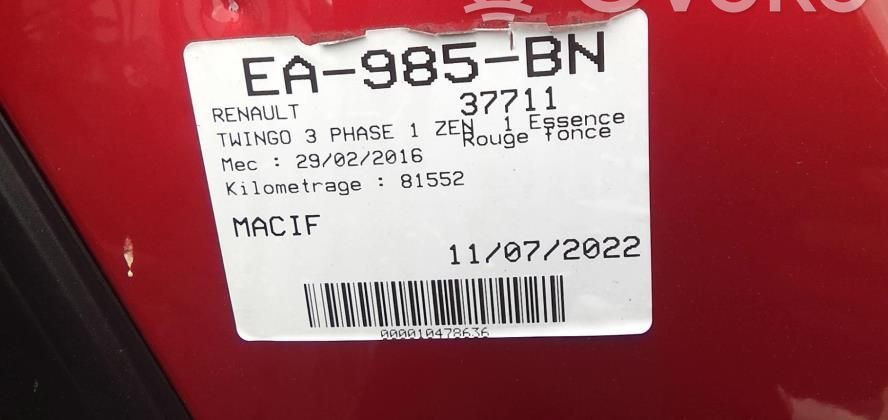 EA-985-BN
RENAULT 37711
TWINGO 3 PHASE 1 ZEN 1 Essence
Rouge fonce
Mec : 29/02/2016
Kilometrage : 81552
MACIF
11/07/2022
000010478636